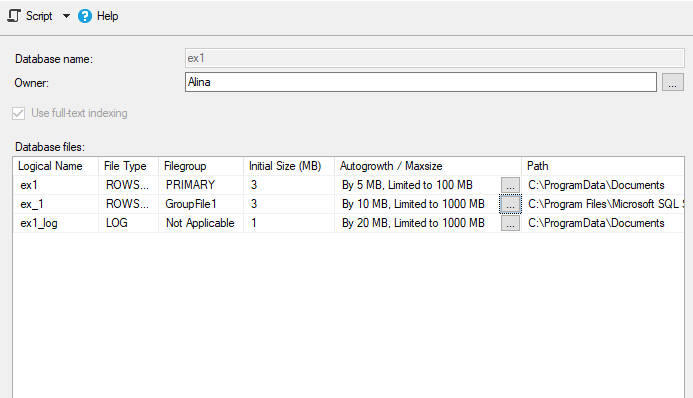 Script Help
Database name: ex1
Owner: Alina ...
Use full-text indexing
Database files:
Logical Name File Type Filegroup Initial Size (MB) Autogrowth / Maxsize Path
ex1 ROWS... PRIMARY 3 By 5 MB, Limited to 100 MB ... C:\ProgramData\Documents
ex_1 ROWS... GroupFile1 3 By 10 MB, Limited to 1000 MB ... C:\Program Files\Microsoft SQL S
ex1_log LOG Not Applicable 1 By 20 MB, Limited to 1000 MB ... C:\ProgramData\Documents